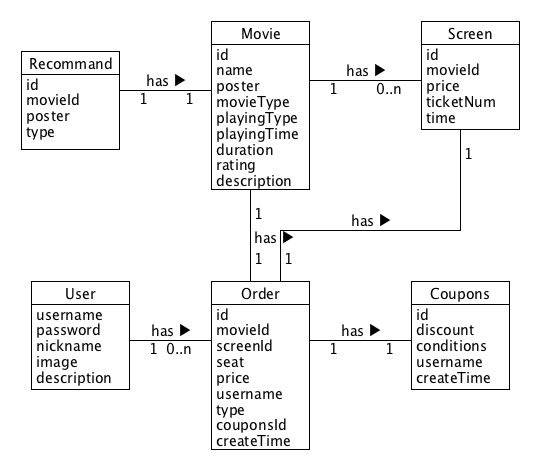 Recommand
id
movieId
poster
type
has ▶
1 1
Movie
id
name
poster
movieType
playingType
playingTime
duration
rating
description
has ▶
1 0..n
Screen
id
movieId
price
ticketNum
time
1
has ▶
1
has ▶
1 1
User
username
password
nickname
image
description
has ▶
1 0..n
Order
id
movieId
screenId
seat
price
username
type
couponsId
createTime
has ▶
1 1
Coupons
id
discount
conditions
username
createTime